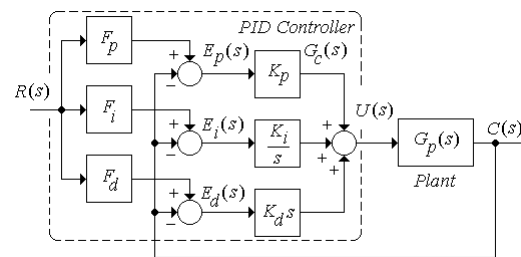 PID Controller
F_p
+
−
E_p(s)
K_p
G_c(s)
R(s)
F_i
+
−
E_i(s)
K_i
s
+
+
+
U(s)
G_p(s)
C(s)
Plant
F_d
+
−
E_d(s)
K_d s